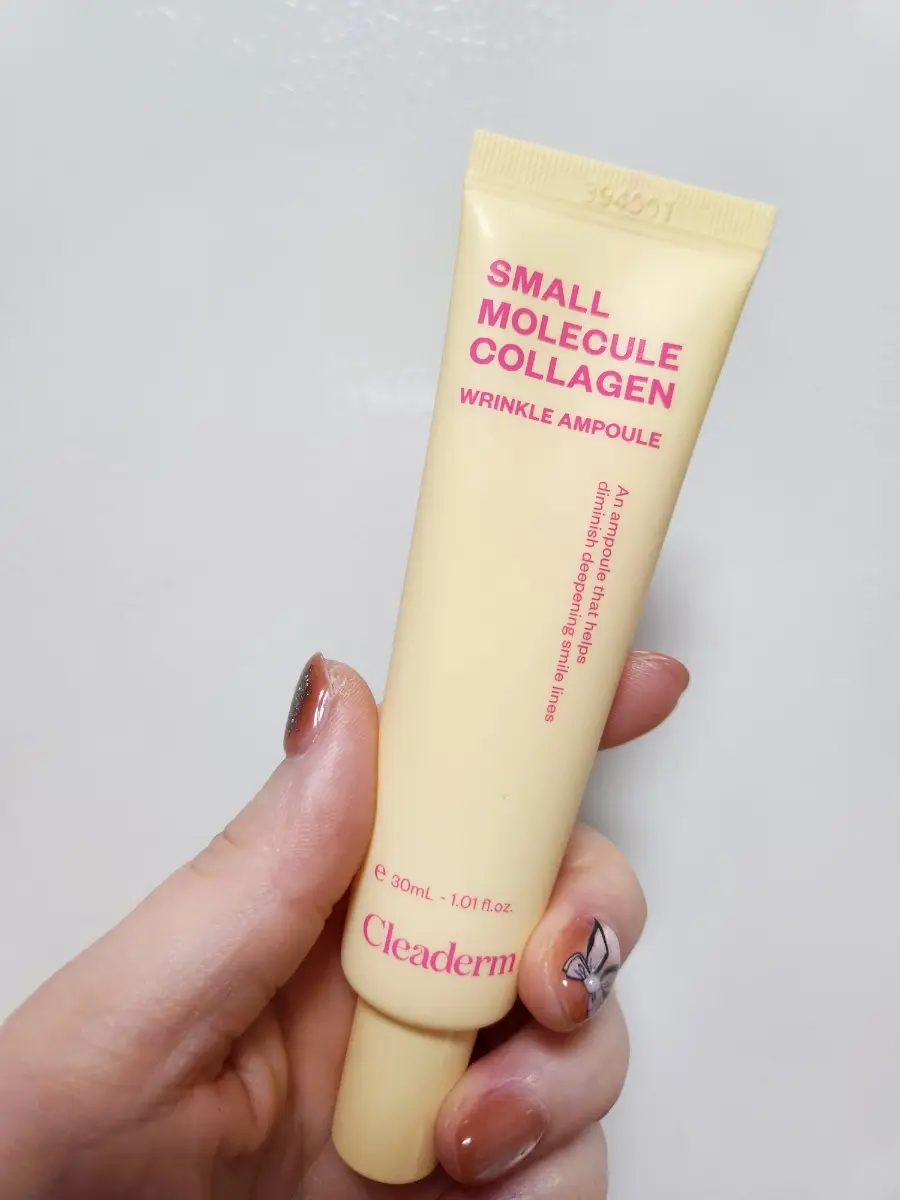 SMALL
MOLECULE
COLLAGEN
WRINKLE AMPOULE
An ampoule that helps
diminish deepening smile lines
e 30mL - 1.01 fl.oz.
Cleaderm